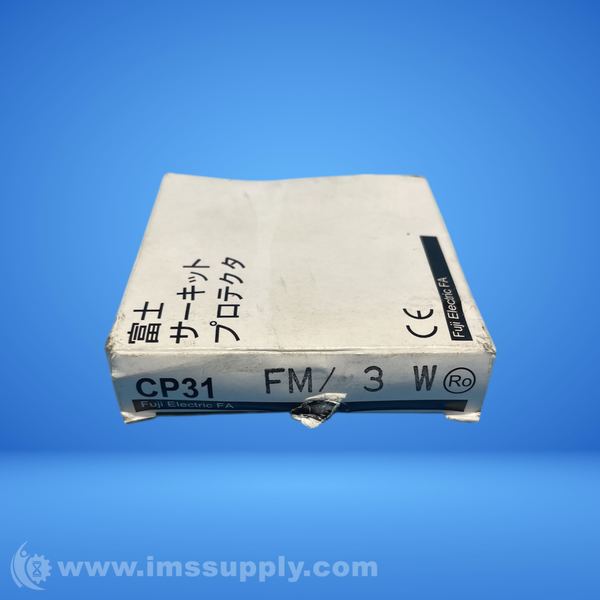 富士
サーキット
プロテクタ
CE
Fuji Electric FA
CP31 FM/ 3 W Ro
Fuji Electric FA
www.imssupply.com